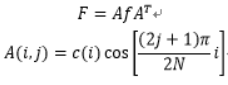 F = AfA^T↵
A(i,j) = c(i) cos[(2j + 1)π / 2N i]